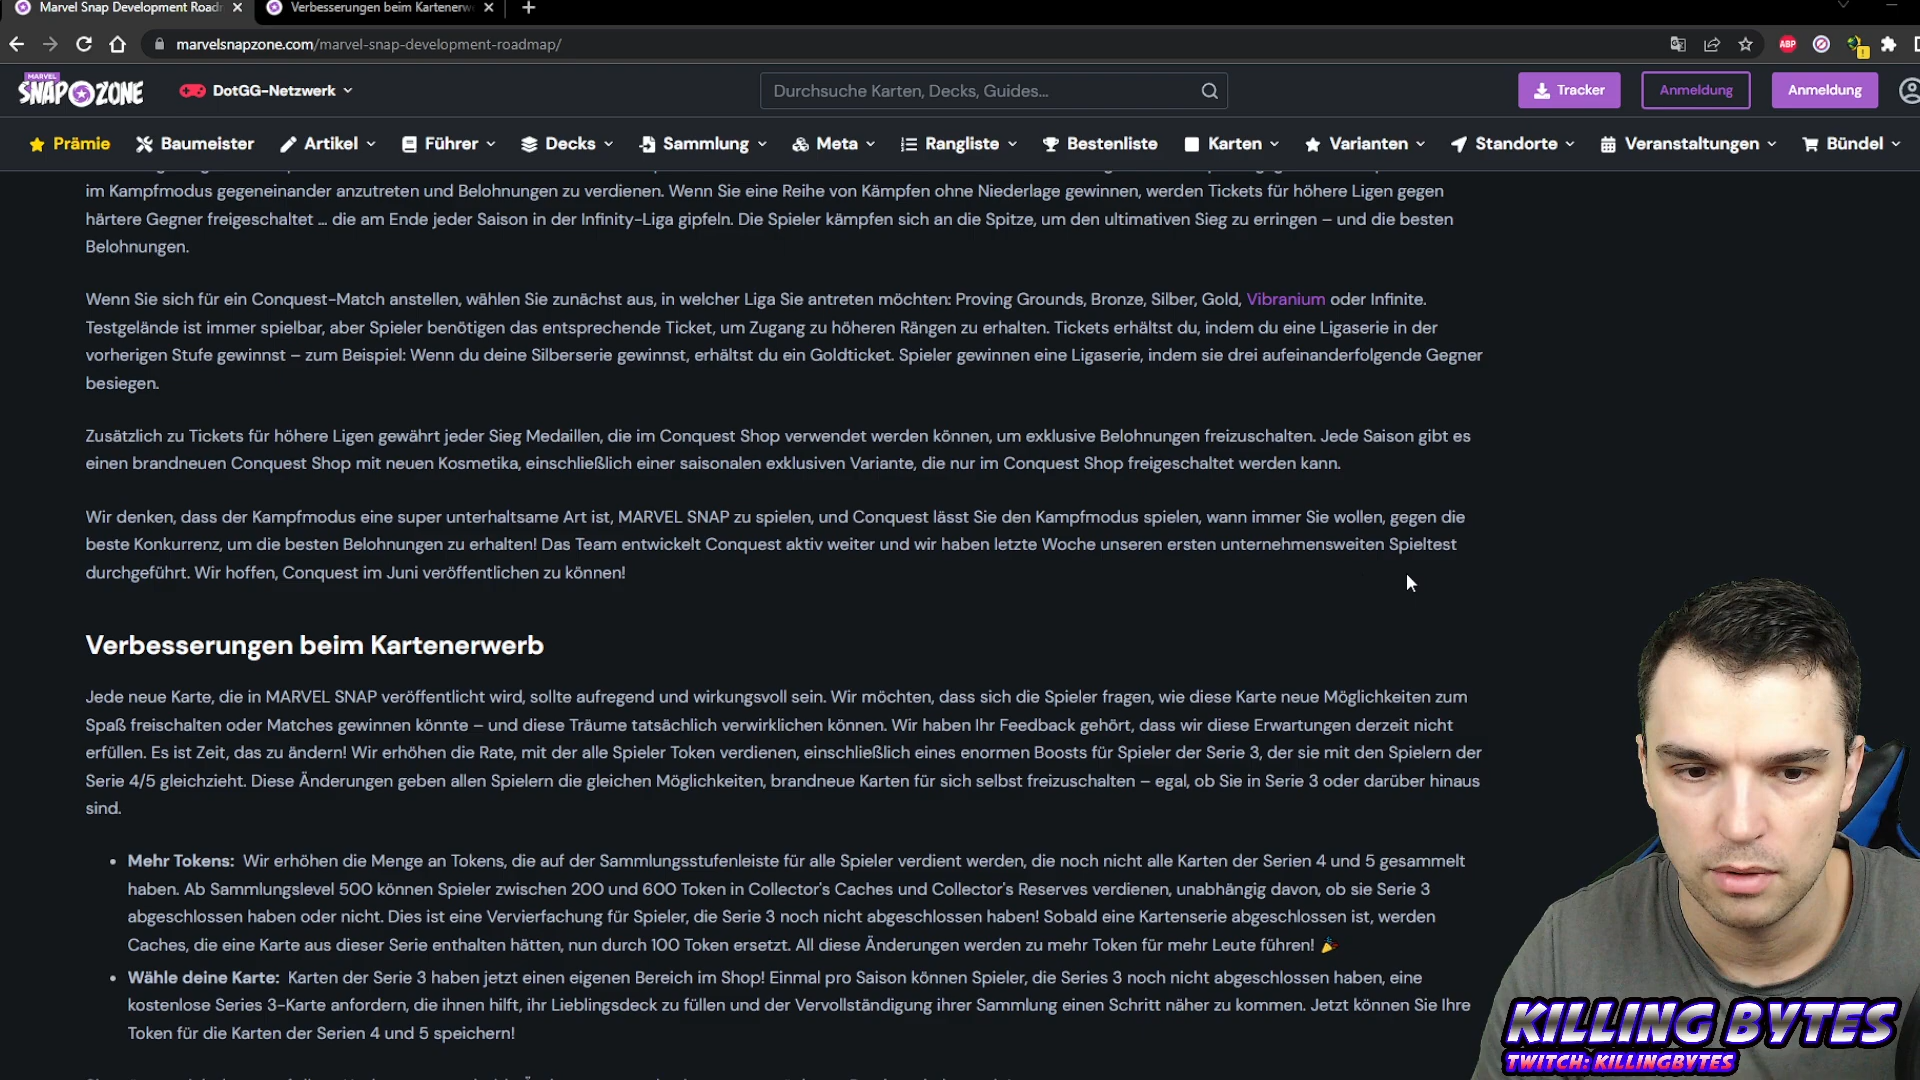 Marvel Snap Development Roadm
Verbesserungen beim Kartenerw
marvelsnapzone.com/marvel-snap-development-roadmap/
ABP
MARVEL
SNAP ZONE
DotGG-Netzwerk
Durchsuche Karten, Decks, Guides...
Tracker
Anmeldung
Anmeldung
Prämie
Baumeister
Artikel
Führer
Decks
Sammlung
Meta
Rangliste
Bestenliste
Karten
Varianten
Standorte
Veranstaltungen
Bündel
im Kampfmodus gegeneinander anzutreten und Belohnungen zu verdienen. Wenn Sie eine Reihe von Kämpfen ohne Niederlage gewinnen, werden Tickets für höhere Ligen gegen
härtere Gegner freigeschaltet … die am Ende jeder Saison in der Infinity-Liga gipfeln. Die Spieler kämpfen sich an die Spitze, um den ultimativen Sieg zu erringen – und die besten
Belohnungen.
Wenn Sie sich für ein Conquest-Match anstellen, wählen Sie zunächst aus, in welcher Liga Sie antreten möchten: Proving Grounds, Bronze, Silber, Gold, Vibranium oder Infinite.
Testgelände ist immer spielbar, aber Spieler benötigen das entsprechende Ticket, um Zugang zu höheren Rängen zu erhalten. Tickets erhältst du, indem du eine Ligaserie in der
vorherigen Stufe gewinnst – zum Beispiel: Wenn du deine Silberserie gewinnst, erhältst du ein Goldticket. Spieler gewinnen eine Ligaserie, indem sie drei aufeinanderfolgende Gegner
besiegen.
Zusätzlich zu Tickets für höhere Ligen gewährt jeder Sieg Medaillen, die im Conquest Shop verwendet werden können, um exklusive Belohnungen freizuschalten. Jede Saison gibt es
einen brandneuen Conquest Shop mit neuen Kosmetika, einschließlich einer saisonalen exklusiven Variante, die nur im Conquest Shop freigeschaltet werden kann.
Wir denken, dass der Kampfmodus eine super unterhaltsame Art ist, MARVEL SNAP zu spielen, und Conquest lässt Sie den Kampfmodus spielen, wann immer Sie wollen, gegen die
beste Konkurrenz, um die besten Belohnungen zu erhalten! Das Team entwickelt Conquest aktiv weiter und wir haben letzte Woche unseren ersten unternehmensweiten Spieltest
durchgeführt. Wir hoffen, Conquest im Juni veröffentlichen zu können!
Verbesserungen beim Kartenerwerb
Jede neue Karte, die in MARVEL SNAP veröffentlicht wird, sollte aufregend und wirkungsvoll sein. Wir möchten, dass sich die Spieler fragen, wie diese Karte neue Möglichkeiten zum
Spaß freischalten oder Matches gewinnen könnte – und diese Träume tatsächlich verwirklichen können. Wir haben Ihr Feedback gehört, dass wir diese Erwartungen derzeit nicht
erfüllen. Es ist Zeit, das zu ändern! Wir erhöhen die Rate, mit der alle Spieler Token verdienen, einschließlich eines enormen Boosts für Spieler der Serie 3, der sie mit den Spielern der
Serie 4/5 gleichzieht. Diese Änderungen geben allen Spielern die gleichen Möglichkeiten, brandneue Karten für sich selbst freizuschalten – egal, ob Sie in Serie 3 oder darüber hinaus
sind.
• Mehr Tokens: Wir erhöhen die Menge an Tokens, die auf der Sammlungsstufenleiste für alle Spieler verdient werden, die noch nicht alle Karten der Serien 4 und 5 gesammelt
haben. Ab Sammlungslevel 500 können Spieler zwischen 200 und 600 Token in Collector's Caches und Collector's Reserves verdienen, unabhängig davon, ob sie Serie 3
abgeschlossen haben oder nicht. Dies ist eine Vervierfachung für Spieler, die Serie 3 noch nicht abgeschlossen haben! Sobald eine Kartenserie abgeschlossen ist, werden
Caches, die eine Karte aus dieser Serie enthalten hätten, nun durch 100 Token ersetzt. All diese Änderungen werden zu mehr Token für mehr Leute führen! 🎉
• Wähle deine Karte: Karten der Serie 3 haben jetzt einen eigenen Bereich im Shop! Einmal pro Saison können Spieler, die Series 3 noch nicht abgeschlossen haben, eine
kostenlose Series 3-Karte anfordern, die ihnen hilft, ihr Lieblingsdeck zu füllen und der Vervollständigung ihrer Sammlung einen Schritt näher zu kommen. Jetzt können Sie Ihre
Token für die Karten der Serien 4 und 5 speichern!
KILLING BYTES
TWITCH: KILLINGBYTES